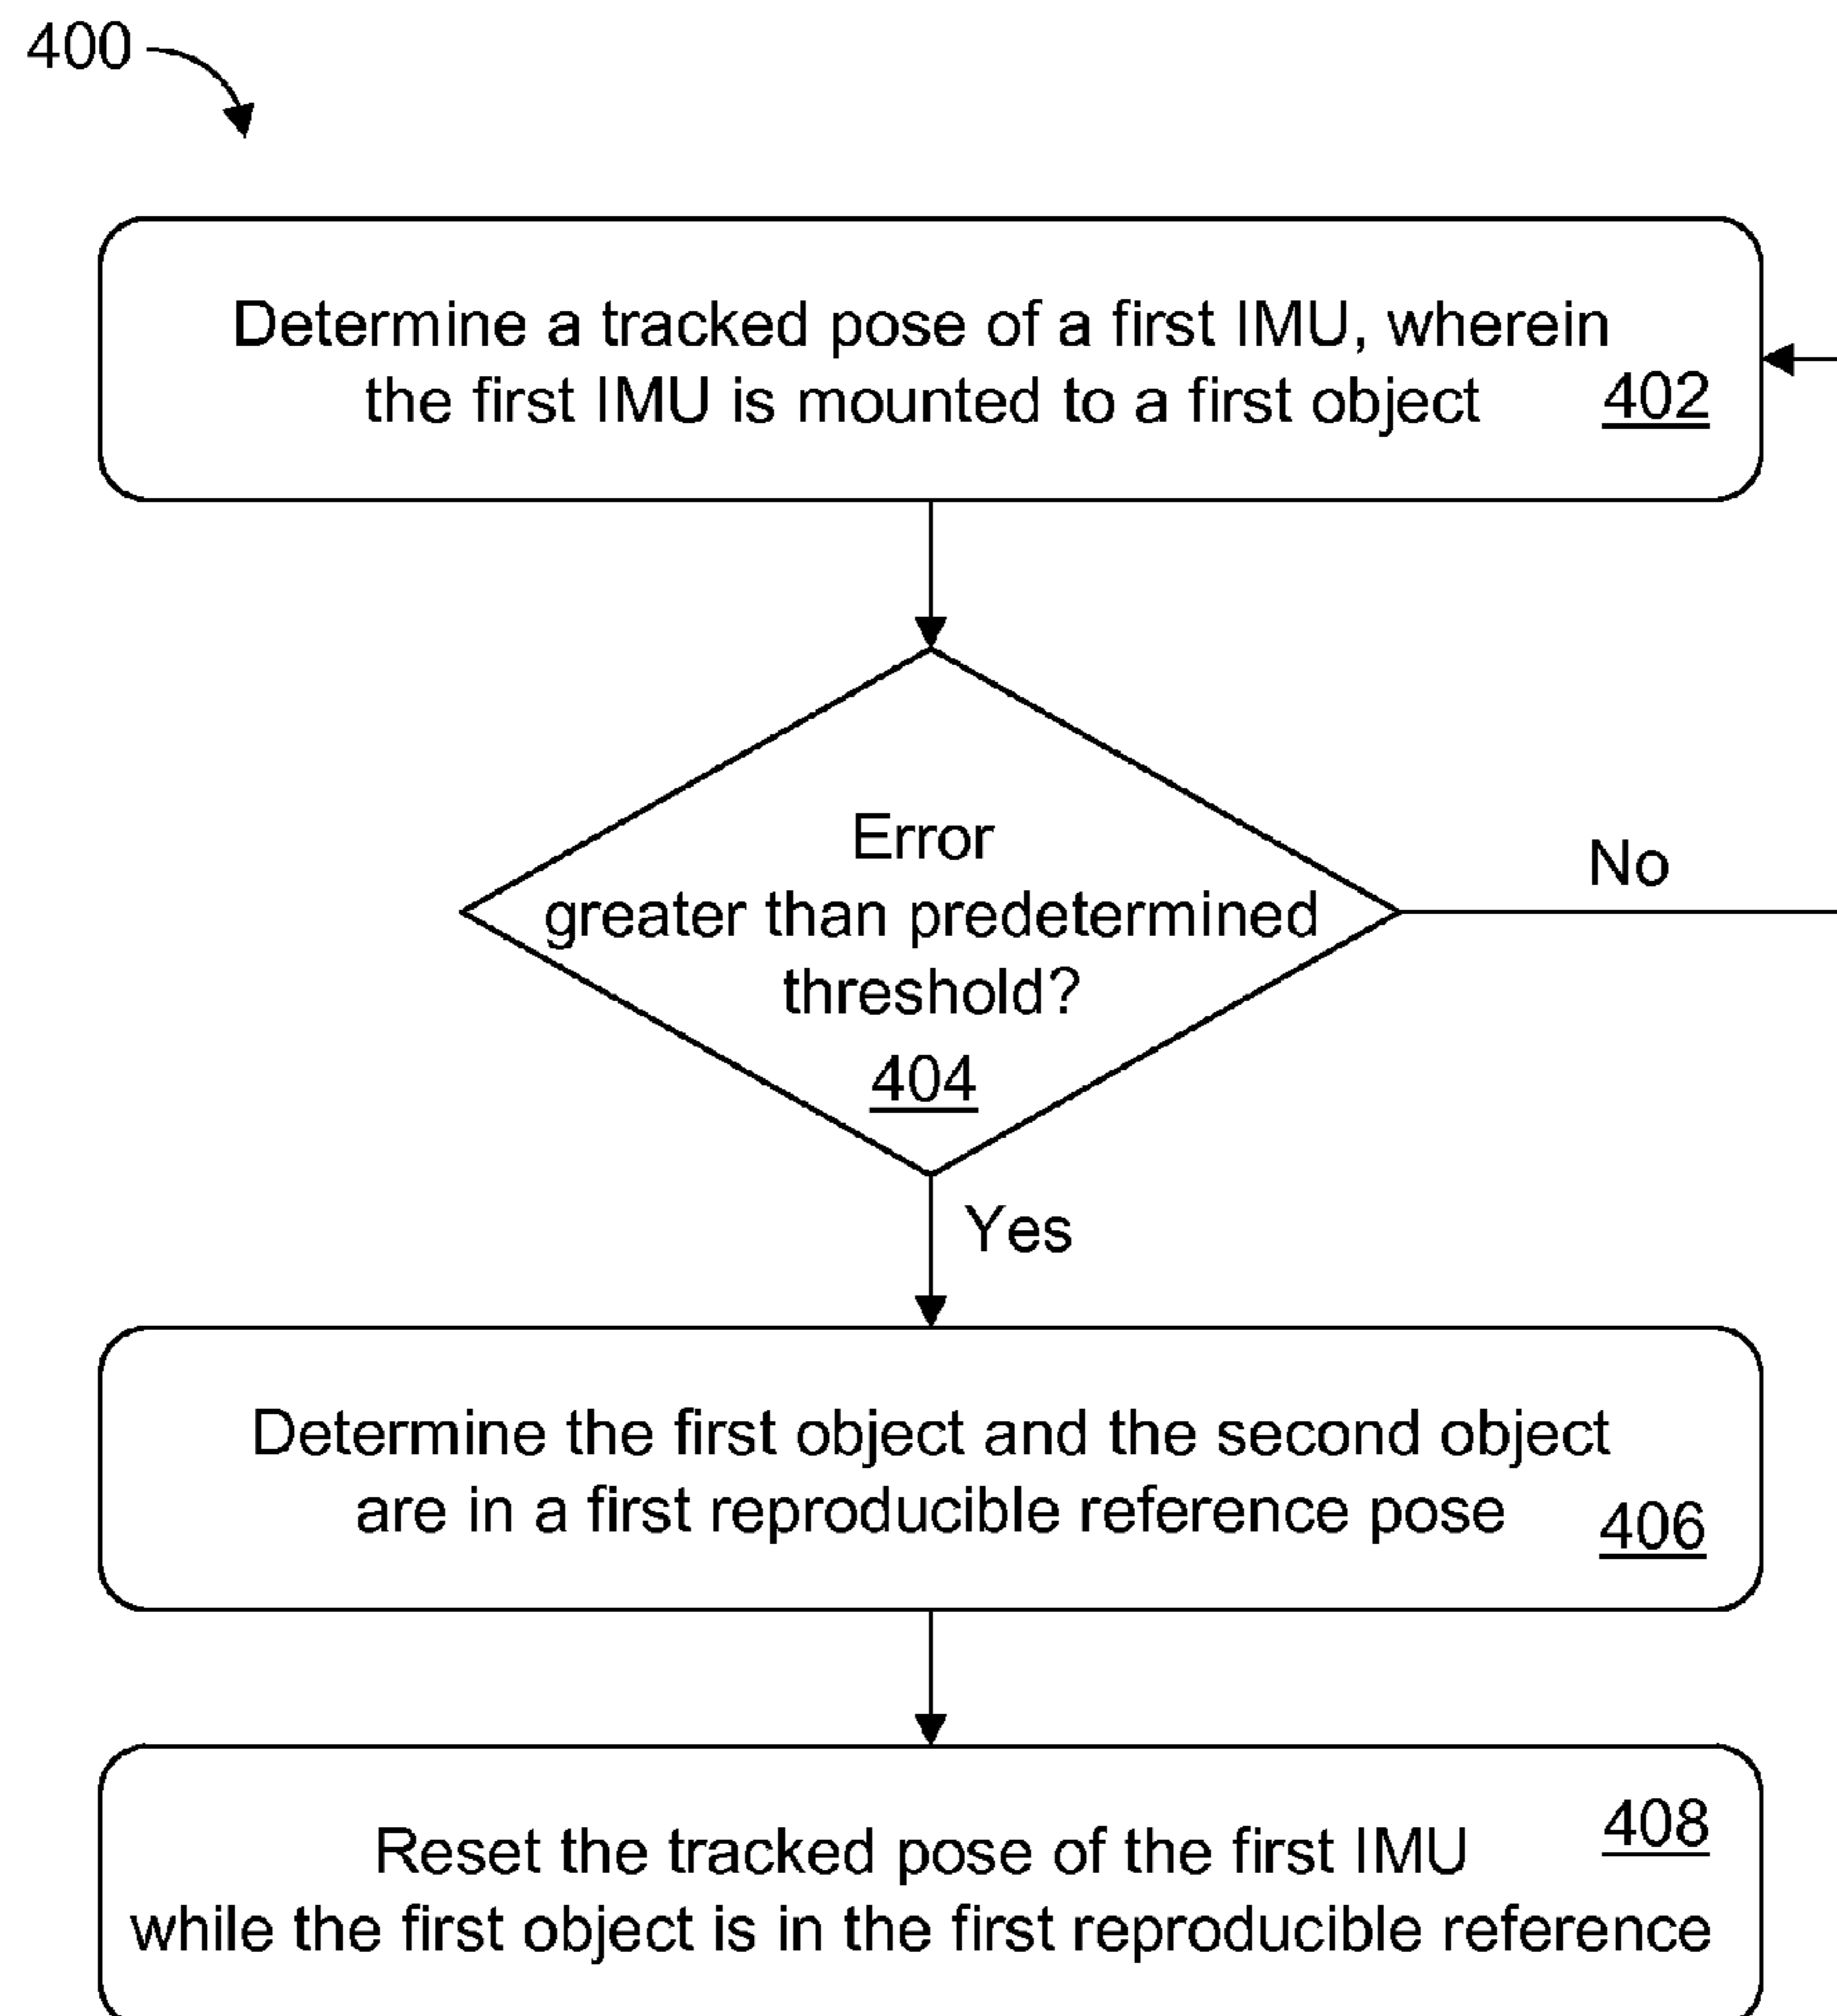 400
Determine a tracked pose of a first IMU, wherein
the first IMU is mounted to a first object
402
Error
greater than predetermined
threshold?
404
No
Yes
Determine the first object and the second object
are in a first reproducible reference pose
406
408
Reset the tracked pose of the first IMU
while the first object is in the first reproducible reference